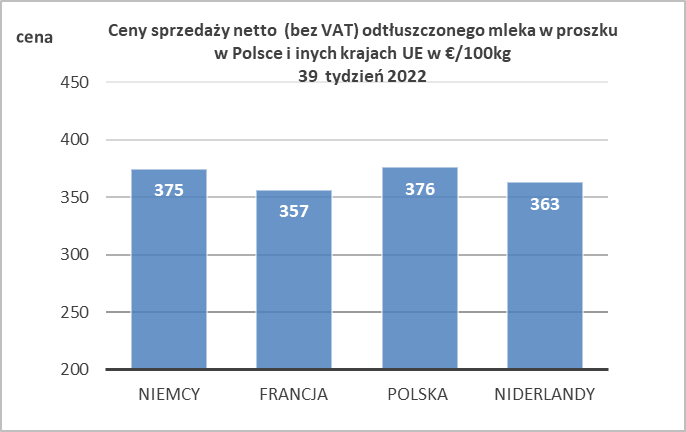 cena
Ceny sprzedaży netto (bez VAT) odtłuszczonego mleka w proszku
w Polsce i inych krajach UE w €/100kg
39 tydzień 2022
450
400
350
300
250
200
375
357
376
363
NIEMCY
FRANCJA
POLSKA
NIDERLANDY